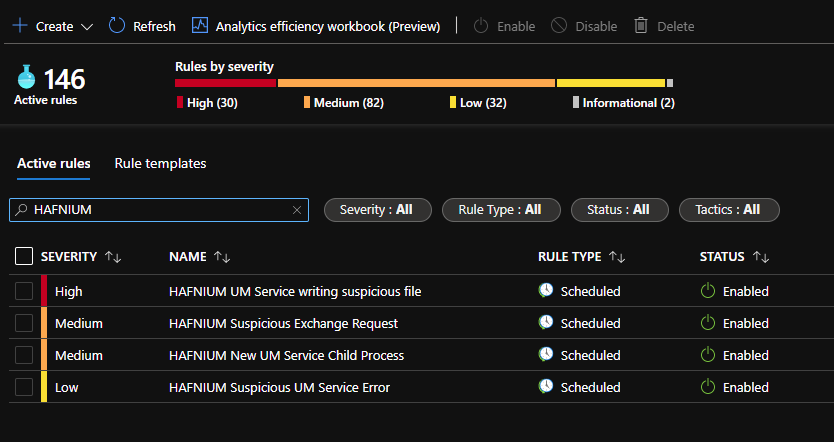 Create Refresh Analytics efficiency workbook (Preview) Enable Disable Delete
146
Active rules
Rules by severity
High (30) Medium (82) Low (32) Informational (2)
Active rules Rule templates
HAFNIUM Severity : All Rule Type : All Status : All Tactics : All
SEVERITY NAME RULE TYPE STATUS
High HAFNIUM UM Service writing suspicious file Scheduled Enabled
Medium HAFNIUM Suspicious Exchange Request Scheduled Enabled
Medium HAFNIUM New UM Service Child Process Scheduled Enabled
Low HAFNIUM Suspicious UM Service Error Scheduled Enabled